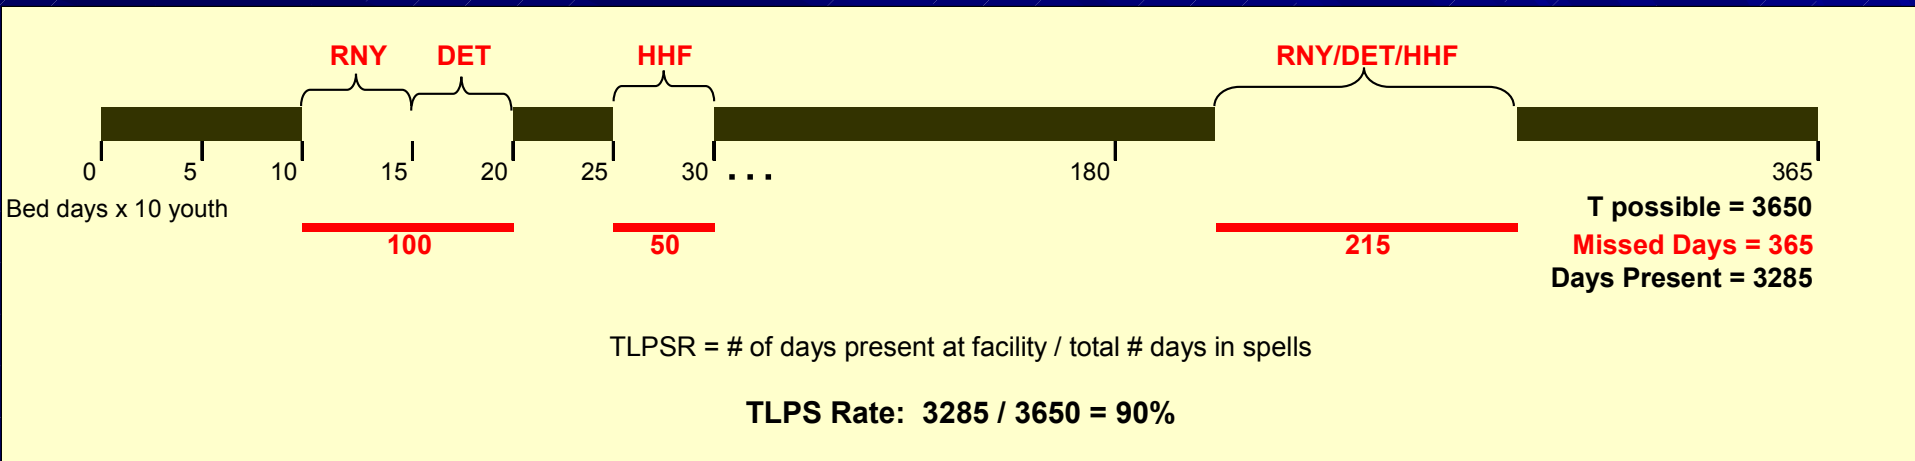 RNY DET HHF RNY/DET/HHF
0 5 10 15 20 25 30 ... 180 365
Bed days x 10 youth
T possible = 3650
100 50 215 Missed Days = 365
Days Present = 3285
TLPSR = # of days present at facility / total # days in spells
TLPS Rate: 3285 / 3650 = 90%